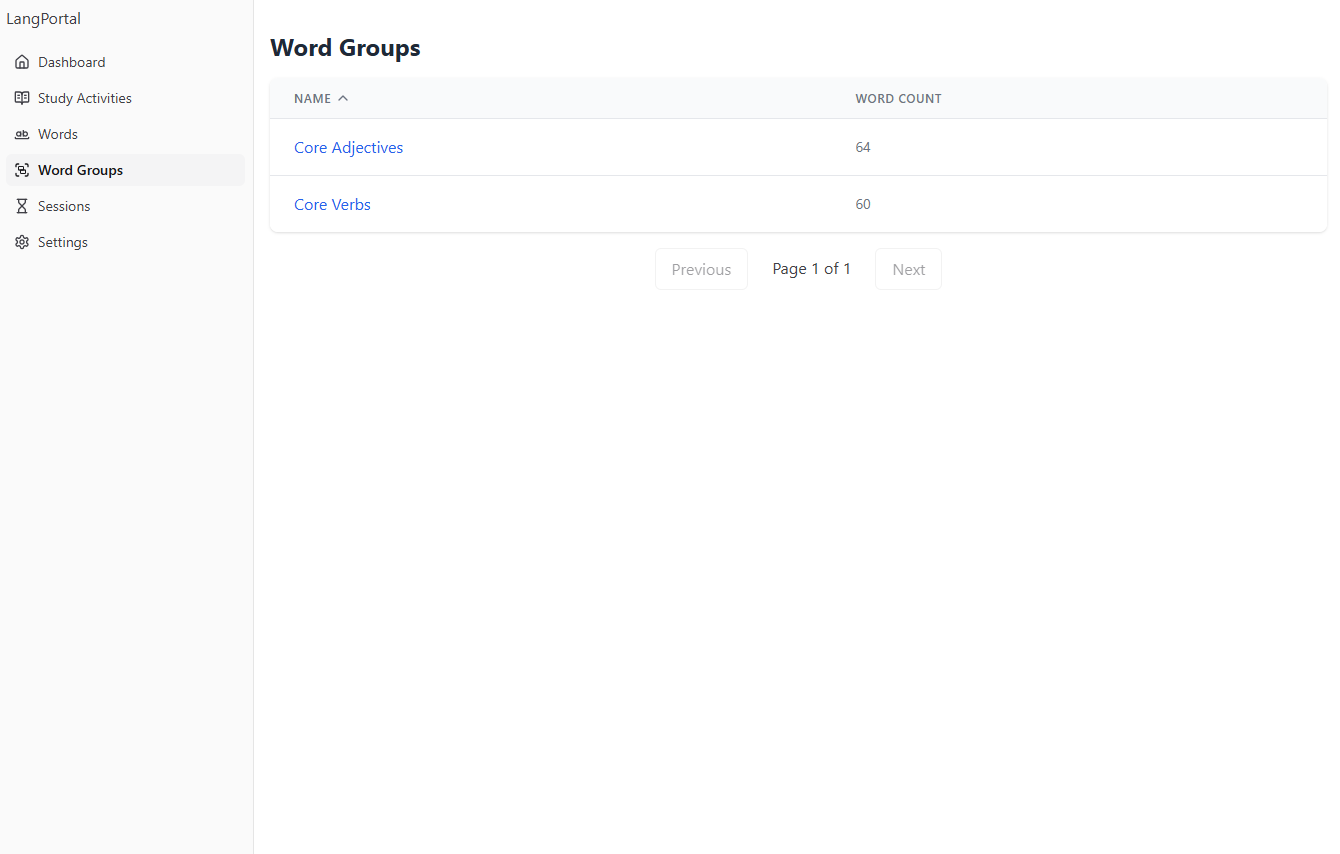 LangPortal
Dashboard
Study Activities
ab Words
Word Groups
Sessions
Settings
Word Groups
NAME WORD COUNT
Core Adjectives 64
Core Verbs 60
Previous Page 1 of 1 Next